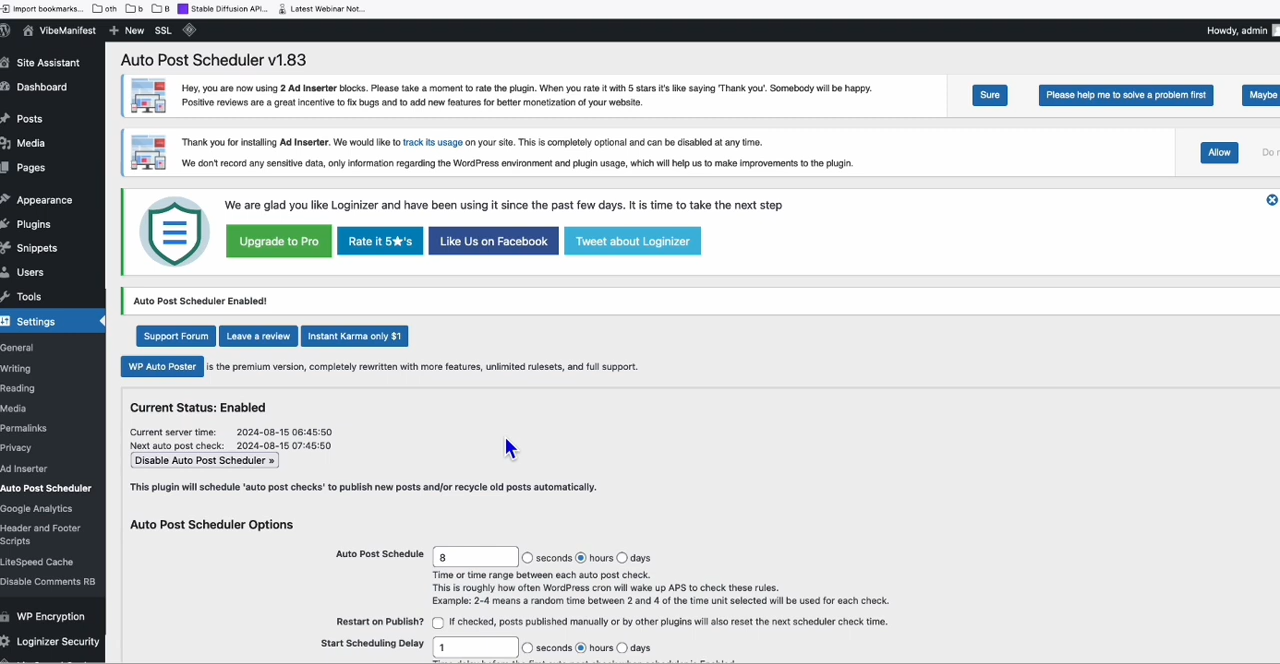 Import bookmarks... oth b B Stable Diffusion API... Latest Webinar Not...
VibeManifest + New SSL Howdy, admin
Site Assistant
Dashboard
Posts
Media
Pages
Appearance
Plugins
Snippets
Users
Tools
Settings
General
Writing
Reading
Media
Permalinks
Privacy
Ad Inserter
Auto Post Scheduler
Google Analytics
Header and Footer
Scripts
LiteSpeed Cache
Disable Comments RB
WP Encryption
Loginizer Security
Auto Post Scheduler v1.83
Hey, you are now using 2 Ad Inserter blocks. Please take a moment to rate the plugin. When you rate it with 5 stars it's like saying 'Thank you'. Somebody will be happy.
Positive reviews are a great incentive to fix bugs and to add new features for better monetization of your website.
Sure Please help me to solve a problem first Maybe
Thank you for installing Ad Inserter. We would like to track its usage on your site. This is completely optional and can be disabled at any time.
We don't record any sensitive data, only information regarding the WordPress environment and plugin usage, which will help us to make improvements to the plugin.
Allow Do
We are glad you like Loginizer and have been using it since the past few days. It is time to take the next step
Upgrade to Pro Rate it 5★'s Like Us on Facebook Tweet about Loginizer
Auto Post Scheduler Enabled!
Support Forum Leave a review Instant Karma only $1
WP Auto Poster is the premium version, completely rewritten with more features, unlimited rulesets, and full support.
Current Status: Enabled
Current server time: 2024-08-15 06:45:50
Next auto post check: 2024-08-15 07:45:50
Disable Auto Post Scheduler »
This plugin will schedule 'auto post checks' to publish new posts and/or recycle old posts automatically.
Auto Post Scheduler Options
Auto Post Schedule 8 seconds hours days
Time or time range between each auto post check.
This is roughly how often WordPress cron will wake up APS to check these rules.
Example: 2-4 means a random time between 2 and 4 of the time unit selected will be used for each check.
Restart on Publish? If checked, posts published manually or by other plugins will also reset the next scheduler check time.
Start Scheduling Delay 1 seconds hours days